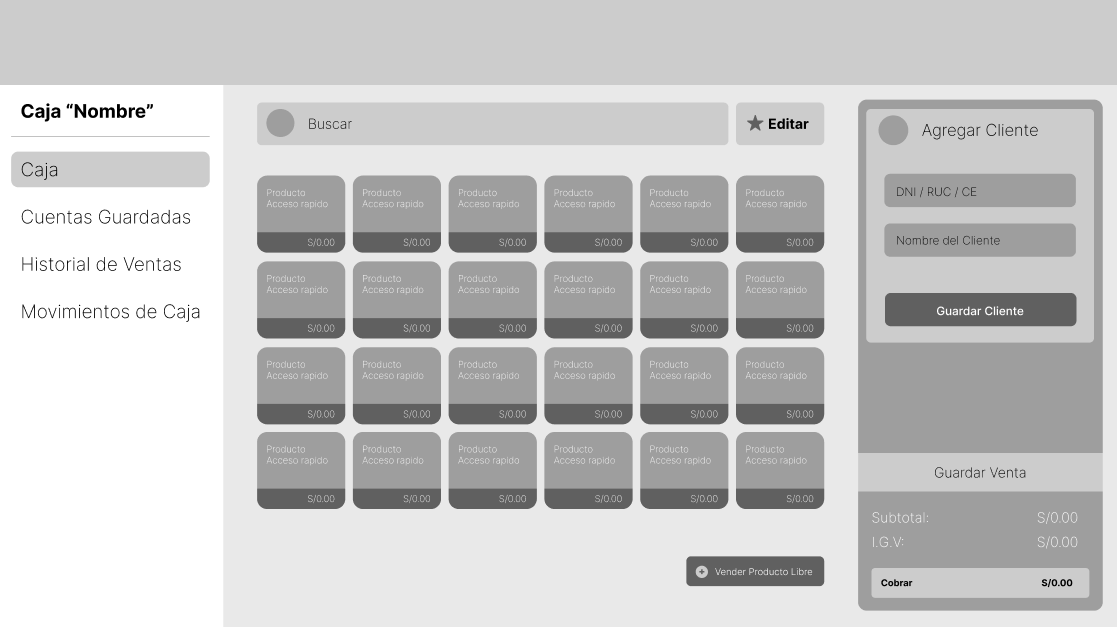 Caja “Nombre”
Caja
Cuentas Guardadas
Historial de Ventas
Movimientos de Caja
Buscar
Editar
Producto
Acceso rapido
S/0.00
Producto
Acceso rapido
S/0.00
Producto
Acceso rapido
S/0.00
Producto
Acceso rapido
S/0.00
Producto
Acceso rapido
S/0.00
Producto
Acceso rapido
S/0.00
Producto
Acceso rapido
S/0.00
Producto
Acceso rapido
S/0.00
Producto
Acceso rapido
S/0.00
Producto
Acceso rapido
S/0.00
Producto
Acceso rapido
S/0.00
Producto
Acceso rapido
S/0.00
Producto
Acceso rapido
S/0.00
Producto
Acceso rapido
S/0.00
Producto
Acceso rapido
S/0.00
Producto
Acceso rapido
S/0.00
Producto
Acceso rapido
S/0.00
Producto
Acceso rapido
S/0.00
Producto
Acceso rapido
S/0.00
Producto
Acceso rapido
S/0.00
Producto
Acceso rapido
S/0.00
Producto
Acceso rapido
S/0.00
Producto
Acceso rapido
S/0.00
Producto
Acceso rapido
S/0.00
Vender Producto Libre
Agregar Cliente
DNI / RUC / CE
Nombre del Cliente
Guardar Cliente
Guardar Venta
Subtotal: S/0.00
I.G.V: S/0.00
Cobrar S/0.00